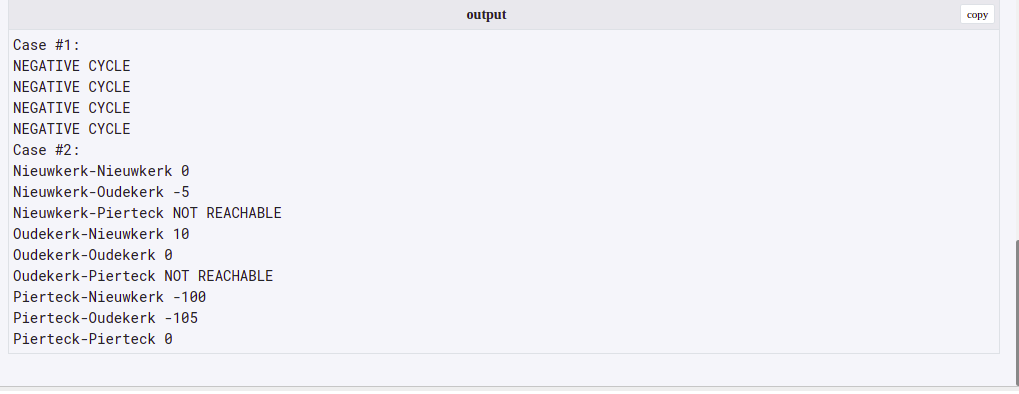 output
copy
Case #1:
NEGATIVE CYCLE
NEGATIVE CYCLE
NEGATIVE CYCLE
NEGATIVE CYCLE
Case #2:
Nieuwkerk-Nieuwkerk 0
Nieuwkerk-Oudekerk -5
Nieuwkerk-Pierteck NOT REACHABLE
Oudekerk-Nieuwkerk 10
Oudekerk-Oudekerk 0
Oudekerk-Pierteck NOT REACHABLE
Pierteck-Nieuwkerk -100
Pierteck-Oudekerk -105
Pierteck-Pierteck 0